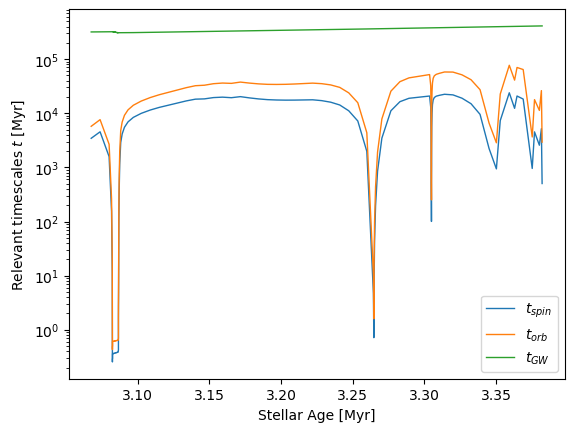 Relevant timescales t [Myr]
10^5
10^4
10^3
10^2
10^1
10^0
3.10 3.15 3.20 3.25 3.30 3.35
Stellar Age [Myr]
t_spin
t_orb
t_GW